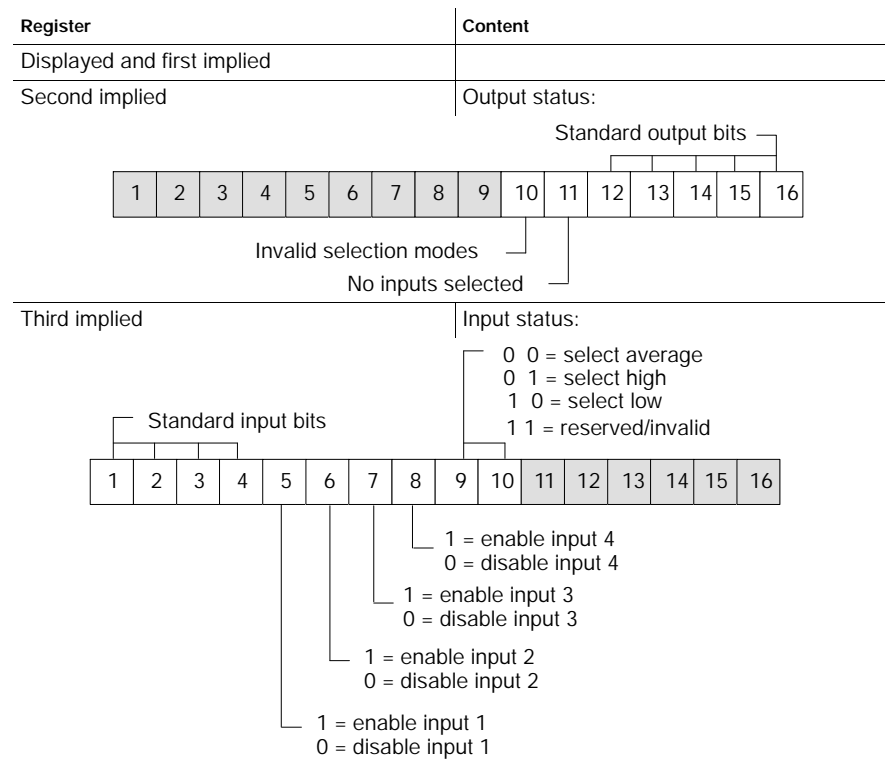 Register Content
Displayed and first implied
Second implied Output status:
Standard output bits
1 2 3 4 5 6 7 8 9 10 11 12 13 14 15 16
Invalid selection modes
No inputs selected
Third implied Input status:
0 0 = select average
0 1 = select high
1 0 = select low
1 1 = reserved/invalid
Standard input bits
1 2 3 4 5 6 7 8 9 10 11 12 13 14 15 16
1 = enable input 4
0 = disable input 4
1 = enable input 3
0 = disable input 3
1 = enable input 2
0 = disable input 2
1 = enable input 1
0 = disable input 1